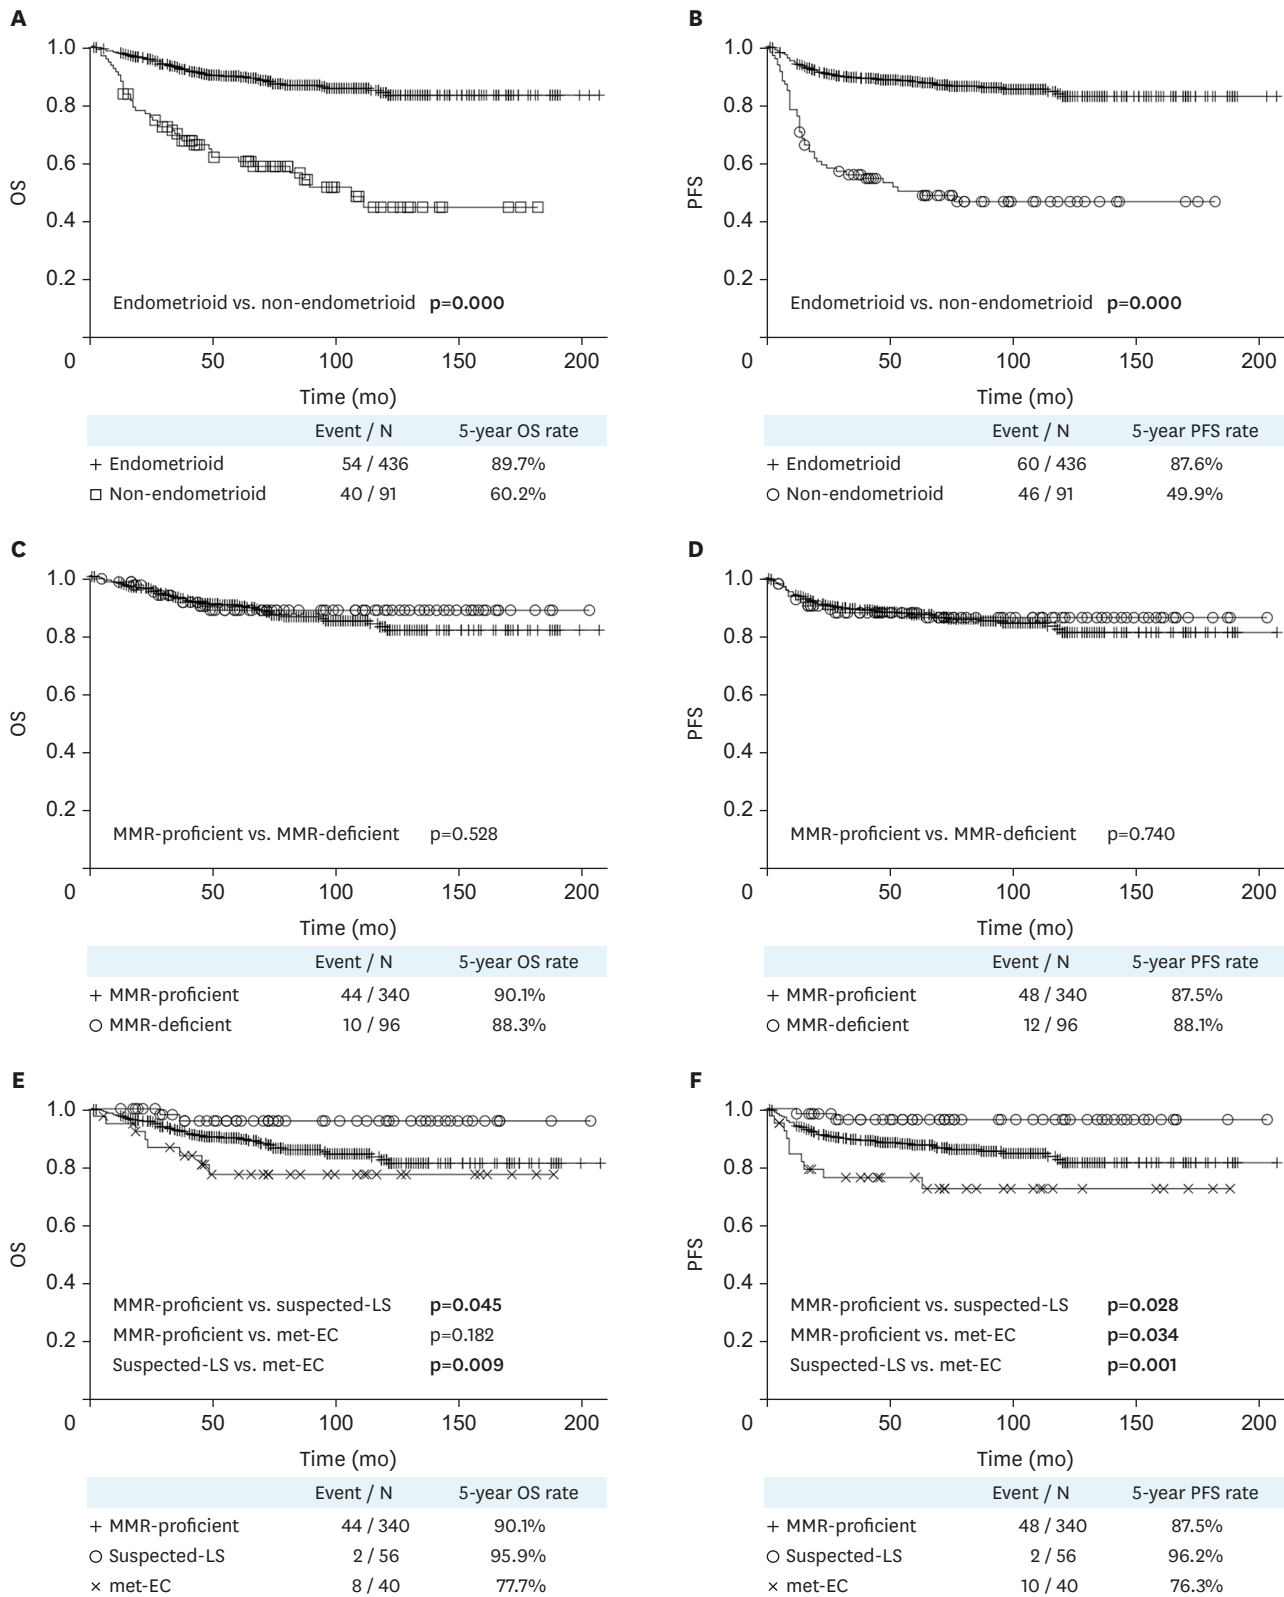 A
1.0
0.8
0.6
0.4
0.2
0
50
100
150
200
OS
Time (mo)
Endometrioid vs. non-endometrioid p=0.000
Event / N 5-year OS rate
+ Endometrioid 54 / 436 89.7%
□ Non-endometrioid 40 / 91 60.2%
B
1.0
0.8
0.6
0.4
0.2
0
50
100
150
200
PFS
Time (mo)
Endometrioid vs. non-endometrioid p=0.000
Event / N 5-year PFS rate
+ Endometrioid 60 / 436 87.6%
○ Non-endometrioid 46 / 91 49.9%
C
1.0
0.8
0.6
0.4
0.2
0
50
100
150
200
OS
Time (mo)
MMR-proficient vs. MMR-deficient p=0.528
Event / N 5-year OS rate
+ MMR-proficient 44 / 340 90.1%
○ MMR-deficient 10 / 96 88.3%
D
1.0
0.8
0.6
0.4
0.2
0
50
100
150
200
PFS
Time (mo)
MMR-proficient vs. MMR-deficient p=0.740
Event / N 5-year PFS rate
+ MMR-proficient 48 / 340 87.5%
○ MMR-deficient 12 / 96 88.1%
E
1.0
0.8
0.6
0.4
0.2
0
50
100
150
200
OS
Time (mo)
MMR-proficient vs. suspected-LS p=0.045
MMR-proficient vs. met-EC p=0.182
Suspected-LS vs. met-EC p=0.009
Event / N 5-year OS rate
+ MMR-proficient 44 / 340 90.1%
○ Suspected-LS 2 / 56 95.9%
× met-EC 8 / 40 77.7%
F
1.0
0.8
0.6
0.4
0.2
0
50
100
150
200
PFS
Time (mo)
MMR-proficient vs. suspected-LS p=0.028
MMR-proficient vs. met-EC p=0.034
Suspected-LS vs. met-EC p=0.001
Event / N 5-year PFS rate
+ MMR-proficient 48 / 340 87.5%
○ Suspected-LS 2 / 56 96.2%
× met-EC 10 / 40 76.3%